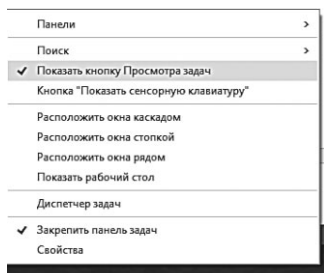 Панели
Поиск
Показать кнопку Просмотра задач
Кнопка "Показать сенсорную клавиатуру"
Расположить окна каскадом
Расположить окна стопкой
Расположить окна рядом
Показать рабочий стол
Диспетчер задач
Закрепить панель задач
Свойства